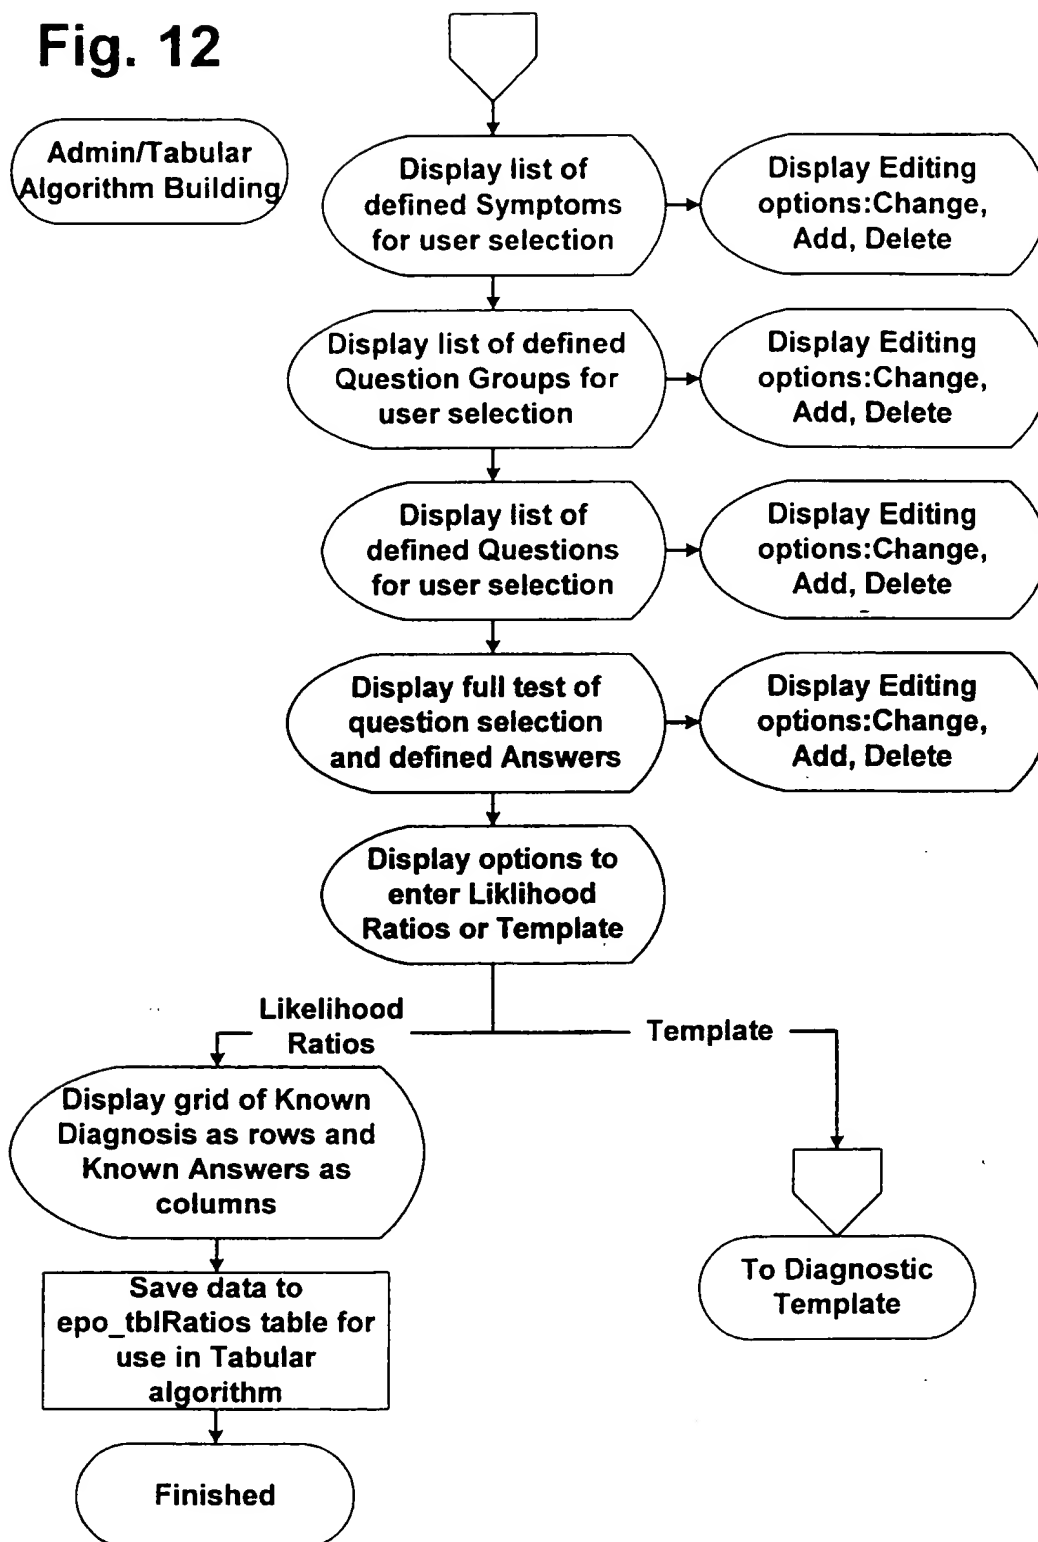 Fig. 12
Admin/Tabular
Algorithm Building
Display list of
defined Symptoms
for user selection
Display Editing
options:Change,
Add, Delete
Display list of defined
Question Groups for
user selection
Display Editing
options:Change,
Add, Delete
Display list of
defined Questions
for user selection
Display Editing
options:Change,
Add, Delete
Display full test of
question selection
and defined Answers
Display Editing
options:Change,
Add, Delete
Display options to
enter Liklihood
Ratios or Template
Likelihood
Ratios
Template
Display grid of Known
Diagnosis as rows and
Known Answers as
columns
Save data to
epo_tblRatios table for
use in Tabular
algorithm
To Diagnostic
Template
Finished